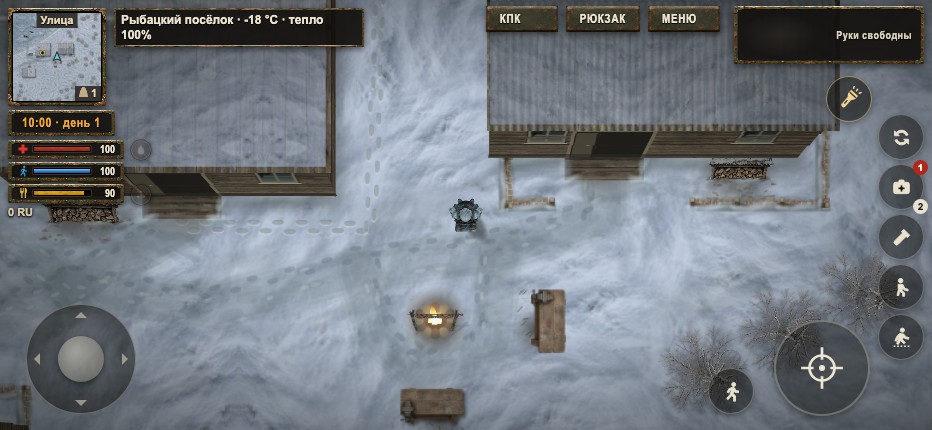 Улица
Рыбацкий посёлок · -18 °C · тепло
100%
КПК
РЮКЗАК
МЕНЮ
Руки свободны
1
10:00 · день 1
100
100
90
0 RU
1
2